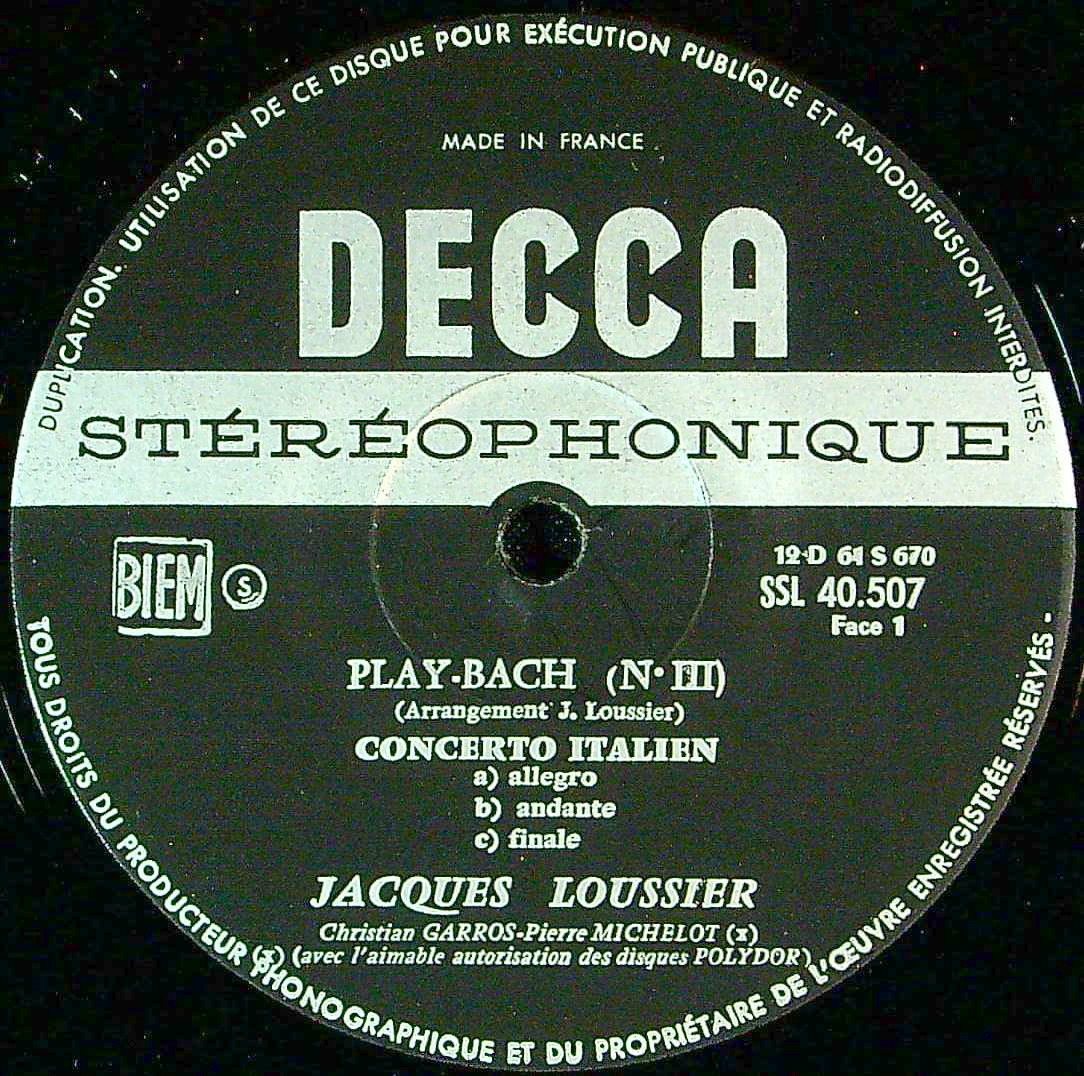 DUPLICATION. UTILISATION DE CE DISQUE POUR EXÉCUTION PUBLIQUE ET RADIODIFFUSION INTERDITES.
MADE IN FRANCE
DECCA
STÉRÉOPHONIQUE
BIEM S.
12-D 61 S 670
SSL 40.507
Face 1
PLAY-BACH (N• III)
(Arrangement J. Loussier)
CONCERTO ITALIEN
a) allegro
b) andante
c) finale
JACQUES LOUSSIER
Christian GARROS-Pierre MICHELOT (x)
(x) (avec l'aimable autorisation des disques POLYDOR)
TOUS DROITS DU PRODUCTEUR PHONOGRAPHIQUE ET DU PROPRIÉTAIRE DE L'ŒUVRE ENREGISTRÉE RÉSERVÉS -